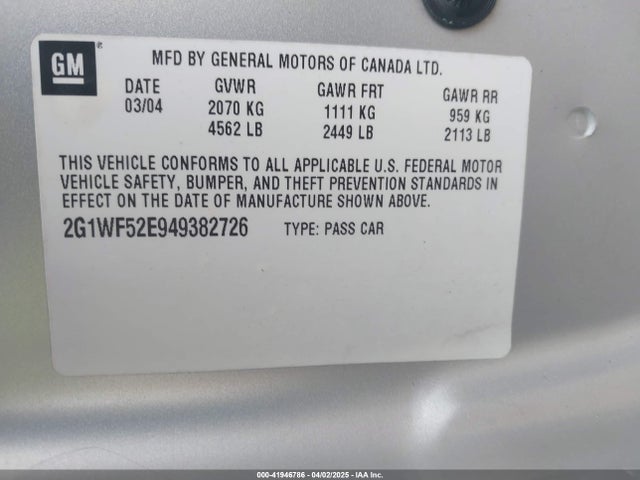 GM®
MFD BY GENERAL MOTORS OF CANADA LTD.
DATE GVWR GAWR FRT GAWR RR
03/04 2070 KG 1111 KG 959 KG
4562 LB 2449 LB 2113 LB
THIS VEHICLE CONFORMS TO ALL APPLICABLE U.S. FEDERAL MOTOR
VEHICLE SAFETY, BUMPER, AND THEFT PREVENTION STANDARDS IN
EFFECT ON THE DATE OF MANUFACTURE SHOWN ABOVE.
2G1WF52E949382726 TYPE: PASS CAR
000-41946786 - 04/02/2025 - IAA Inc.